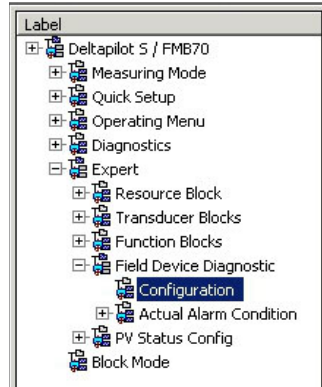 Label
Deltapilot S / FMB70
Measuring Mode
Quick Setup
Operating Menu
Diagnostics
Expert
Resource Block
Transducer Blocks
Function Blocks
Field Device Diagnostic
Configuration
Actual Alarm Condition
PV Status Config
Block Mode